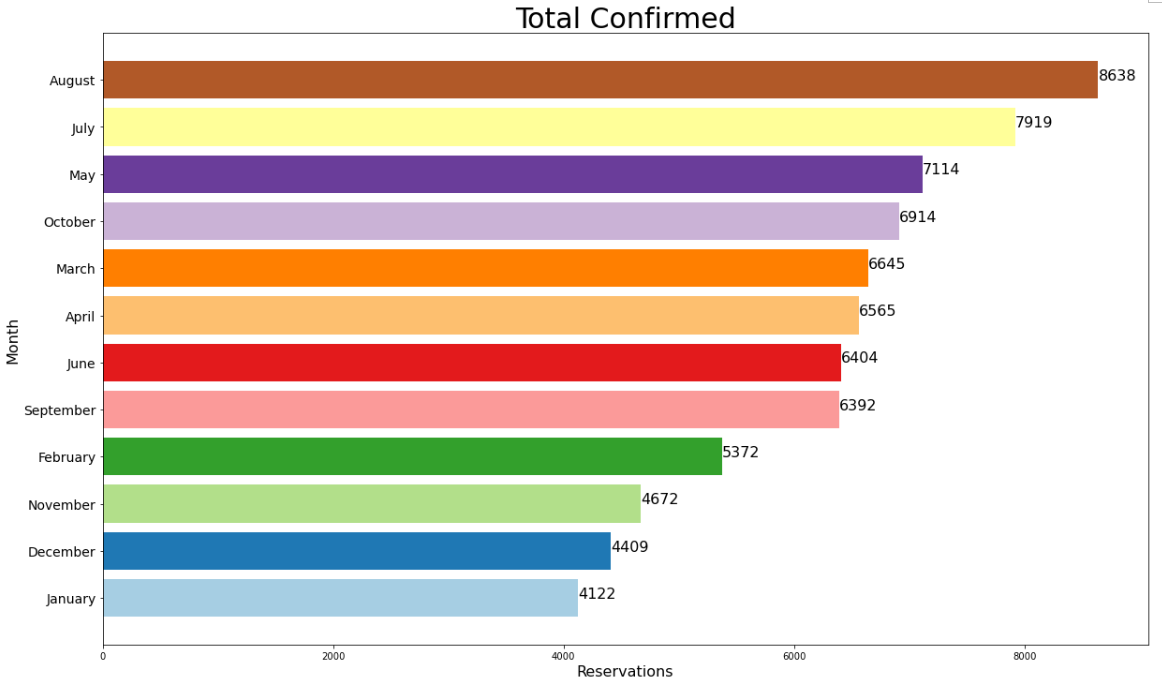 Total Confirmed
August 8638
July 7919
May 7114
October 6914
March 6645
April 6565
June 6404
September 6392
February 5372
November 4672
December 4409
January 4122
Month
0 2000 4000 6000 8000
Reservations